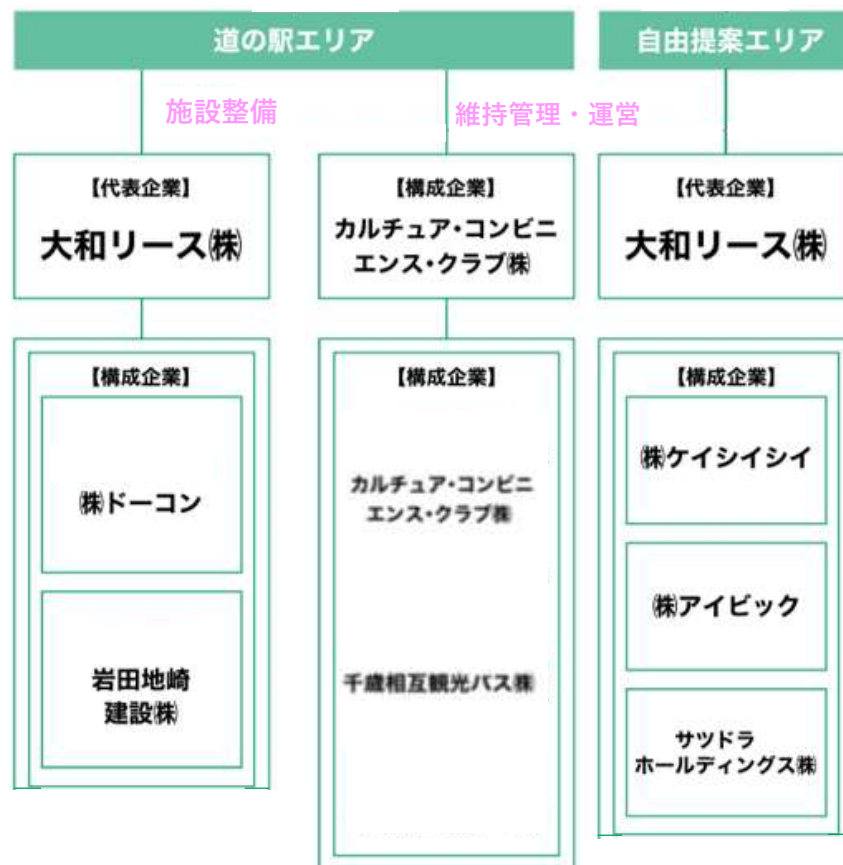 道の駅エリア
自由提案エリア
施設整備
維持管理・運営
【代表企業】
大和リース㈱
【構成企業】
カルチュア・コンビニ
エンス・クラブ㈱
【代表企業】
大和リース㈱
【構成企業】
㈱ドーコン
岩田地崎
建設㈱
【構成企業】
カルチュア・コンビニ
エンス・クラブ㈱
千歳相互観光バス㈱
【構成企業】
㈱ケイシイシイ
㈱アイビック
サツドラ
ホールディングス㈱